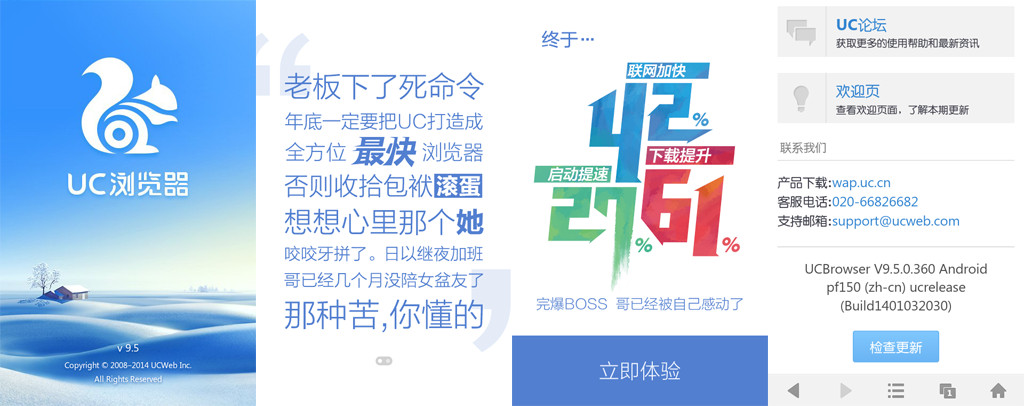 UC 浏览器
v 9.5
Copyright © 2008-2014 UCWeb Inc.
All Rights Reserved
老板下了死命令
年底一定要把UC打造成
全方位 最快 浏览器
否则收拾包袱滚蛋
想想心里那个她
咬咬牙拼了。日以继夜加班
哥已经几个月没陪女盆友了
那种苦,你懂的
终于…
联网加快
42%
下载提升
61%
启动提速
27%
完爆BOSS 哥已经被自己感动了
立即体验
UC论坛
获取更多的使用帮助和最新资讯
欢迎页
查看欢迎页面，了解本期更新
联系我们
产品下载:wap.uc.cn
客服电话:020-66826682
支持邮箱:support@ucweb.com
UCBrowser V9.5.0.360 Android
pf150 (zh-cn) ucrelease
(Build1401032030)
检查更新
1